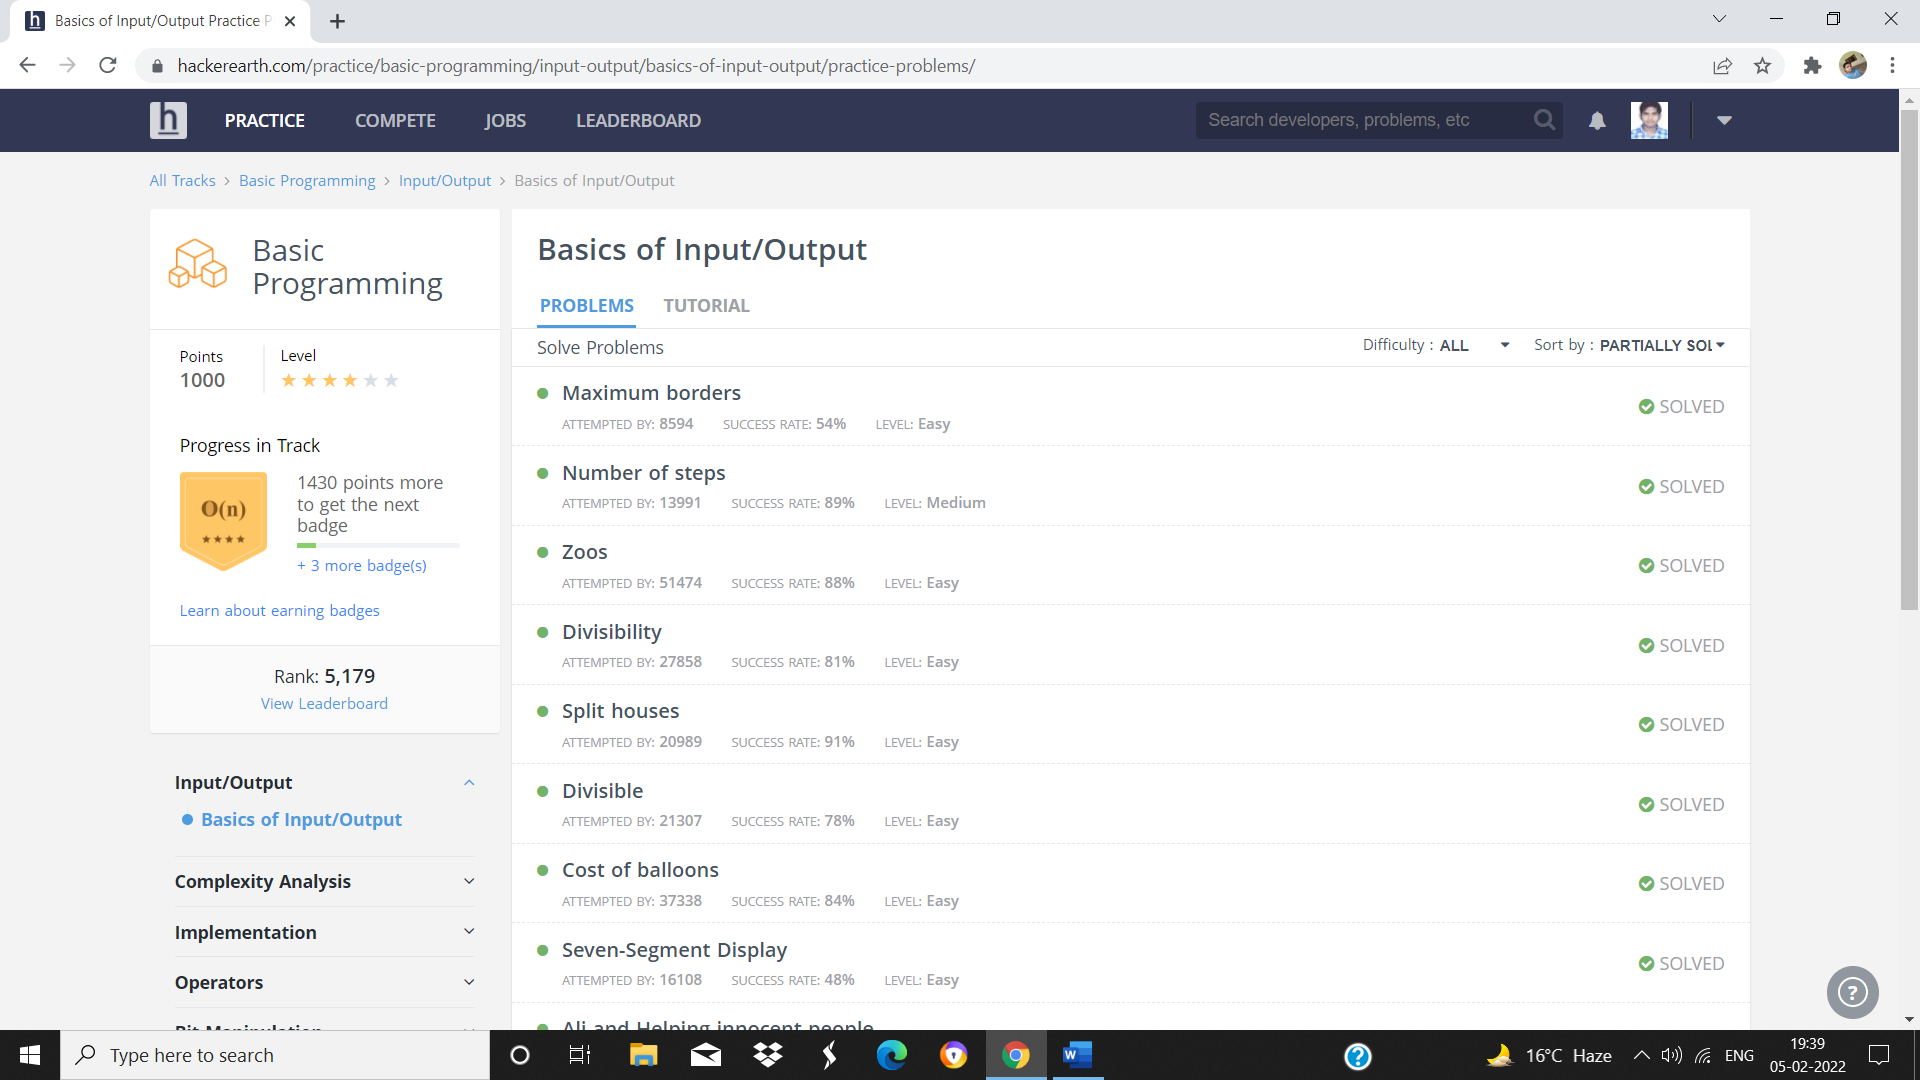 Basics of Input/Output Practice P
hackerearth.com/practice/basic-programming/input-output/basics-of-input-output/practice-problems/
h PRACTICE COMPETE JOBS LEADERBOARD Search developers, problems, etc
All Tracks > Basic Programming > Input/Output > Basics of Input/Output
Basic
Programming
Points Level
1000
Progress in Track
O(n)
1430 points more
to get the next
badge
+ 3 more badge(s)
Learn about earning badges
Rank: 5,179
View Leaderboard
Input/Output
Basics of Input/Output
Complexity Analysis
Implementation
Operators
Bit Manipulation
Basics of Input/Output
PROBLEMS TUTORIAL
Solve Problems Difficulty : ALL Sort by : PARTIALLY SOL
Maximum borders
ATTEMPTED BY: 8594 SUCCESS RATE: 54% LEVEL: Easy
SOLVED
Number of steps
ATTEMPTED BY: 13991 SUCCESS RATE: 89% LEVEL: Medium
SOLVED
Zoos
ATTEMPTED BY: 51474 SUCCESS RATE: 88% LEVEL: Easy
SOLVED
Divisibility
ATTEMPTED BY: 27858 SUCCESS RATE: 81% LEVEL: Easy
SOLVED
Split houses
ATTEMPTED BY: 20989 SUCCESS RATE: 91% LEVEL: Easy
SOLVED
Divisible
ATTEMPTED BY: 21307 SUCCESS RATE: 78% LEVEL: Easy
SOLVED
Cost of balloons
ATTEMPTED BY: 37338 SUCCESS RATE: 84% LEVEL: Easy
SOLVED
Seven-Segment Display
ATTEMPTED BY: 16108 SUCCESS RATE: 48% LEVEL: Easy
SOLVED
Ali and Helping innocent people
Type here to search
16°C Haze
ENG
19:39
05-02-2022